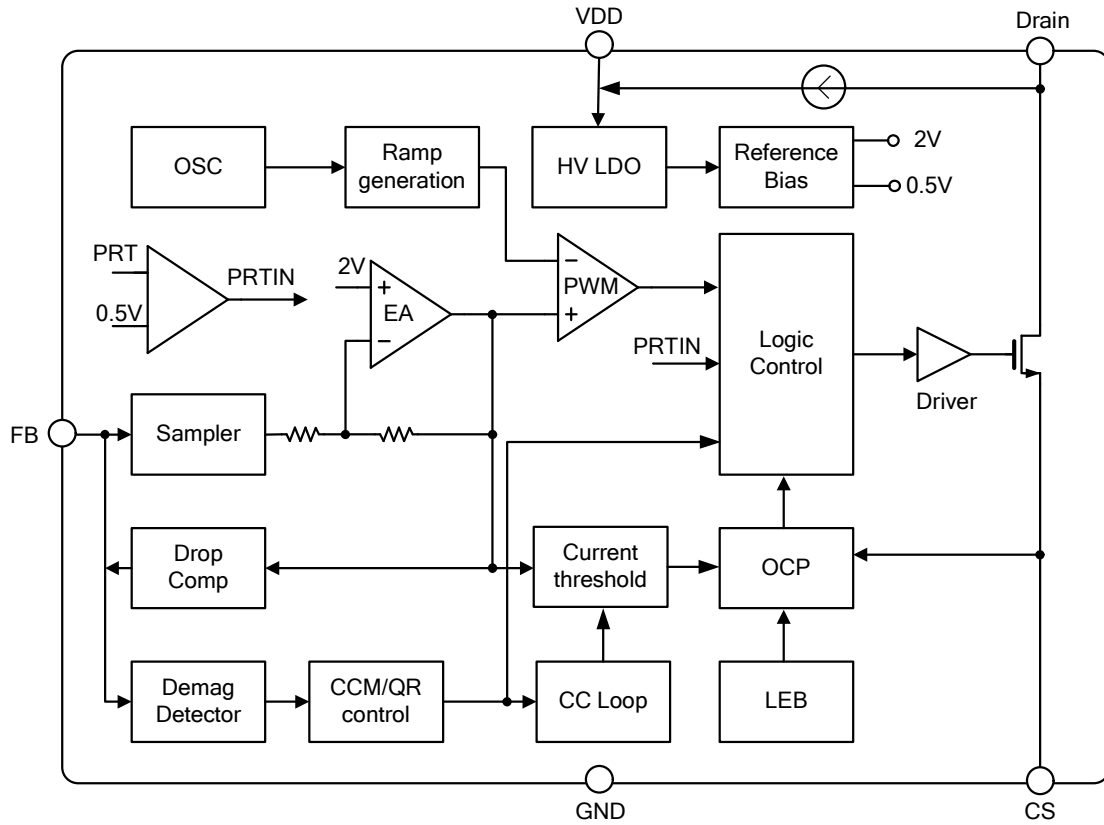 VDD
Drain
OSC
Ramp
generation
HV LDO
Reference
Bias
2V
0.5V
PRT
0.5V
PRTIN
2V
+
EA
−
−
PWM
+
PRTIN
Logic
Control
Driver
FB
Sampler
Drop
Comp
Current
threshold
OCP
Demag
Detector
CCM/QR
control
CC Loop
LEB
GND
CS